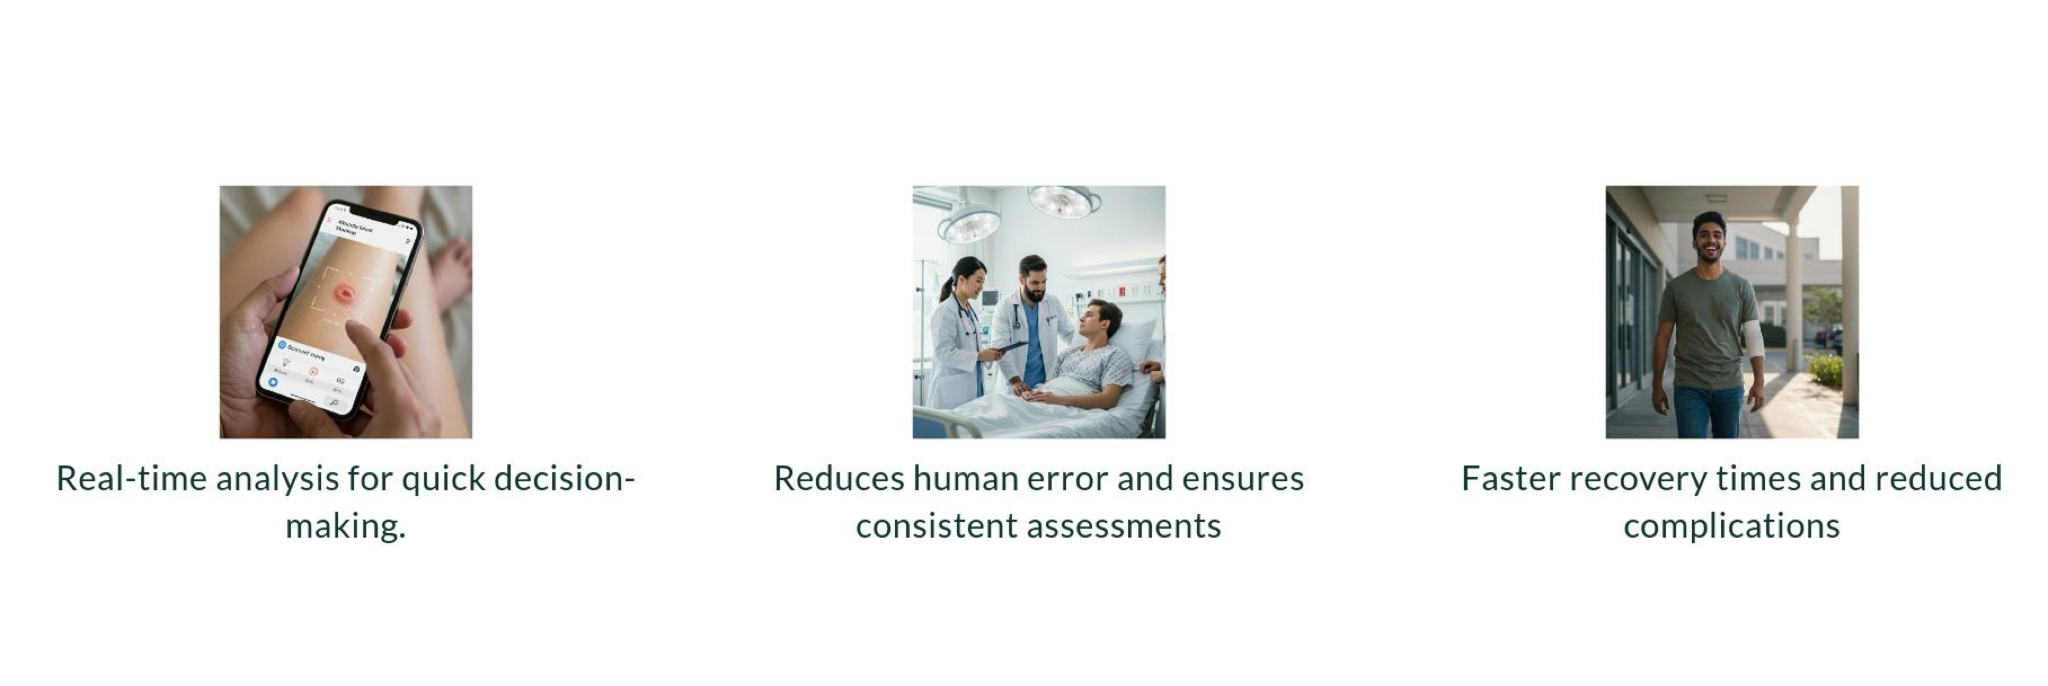 Real-time analysis for quick decision-
making.
Reduces human error and ensures
consistent assessments
Faster recovery times and reduced
complications